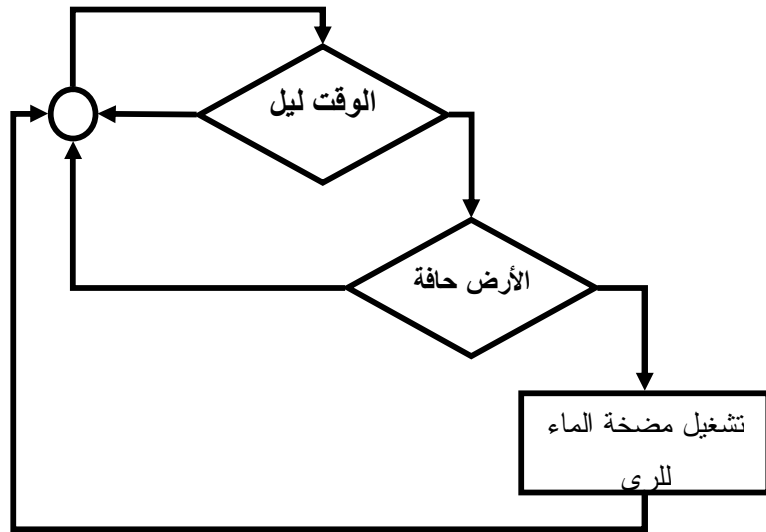 الوقت ليل
الأرض حافة
تشغيل مضخة الماء
للري